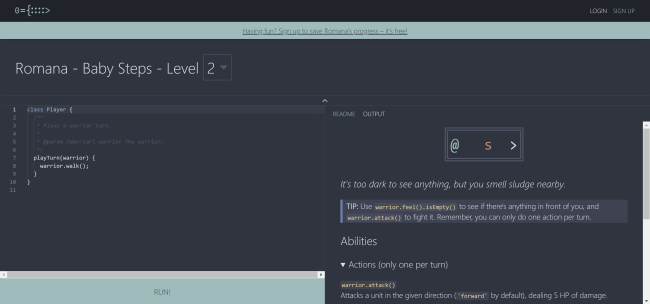 0={::::>
LOGIN SIGN UP
Having fun? Sign up to save Romana's progress – it's free!
Romana - Baby Steps - Level 2
1 class Player {
2 /**
3 * Plays a warrior turn.
4 *
5 * @param {Warrior} warrior The warrior.
6 */
7 playTurn(warrior) {
8 warrior.walk();
9 }
10 }
11
RUN!
README OUTPUT
@ s >
It's too dark to see anything, but you smell sludge nearby.
TIP: Use warrior.feel().isEmpty() to see if there's anything in front of you, and
warrior.attack() to fight it. Remember, you can only do one action per turn.
Abilities
▼ Actions (only one per turn)
warrior.attack()
Attacks a unit in the given direction ('forward' by default), dealing 5 HP of damage.